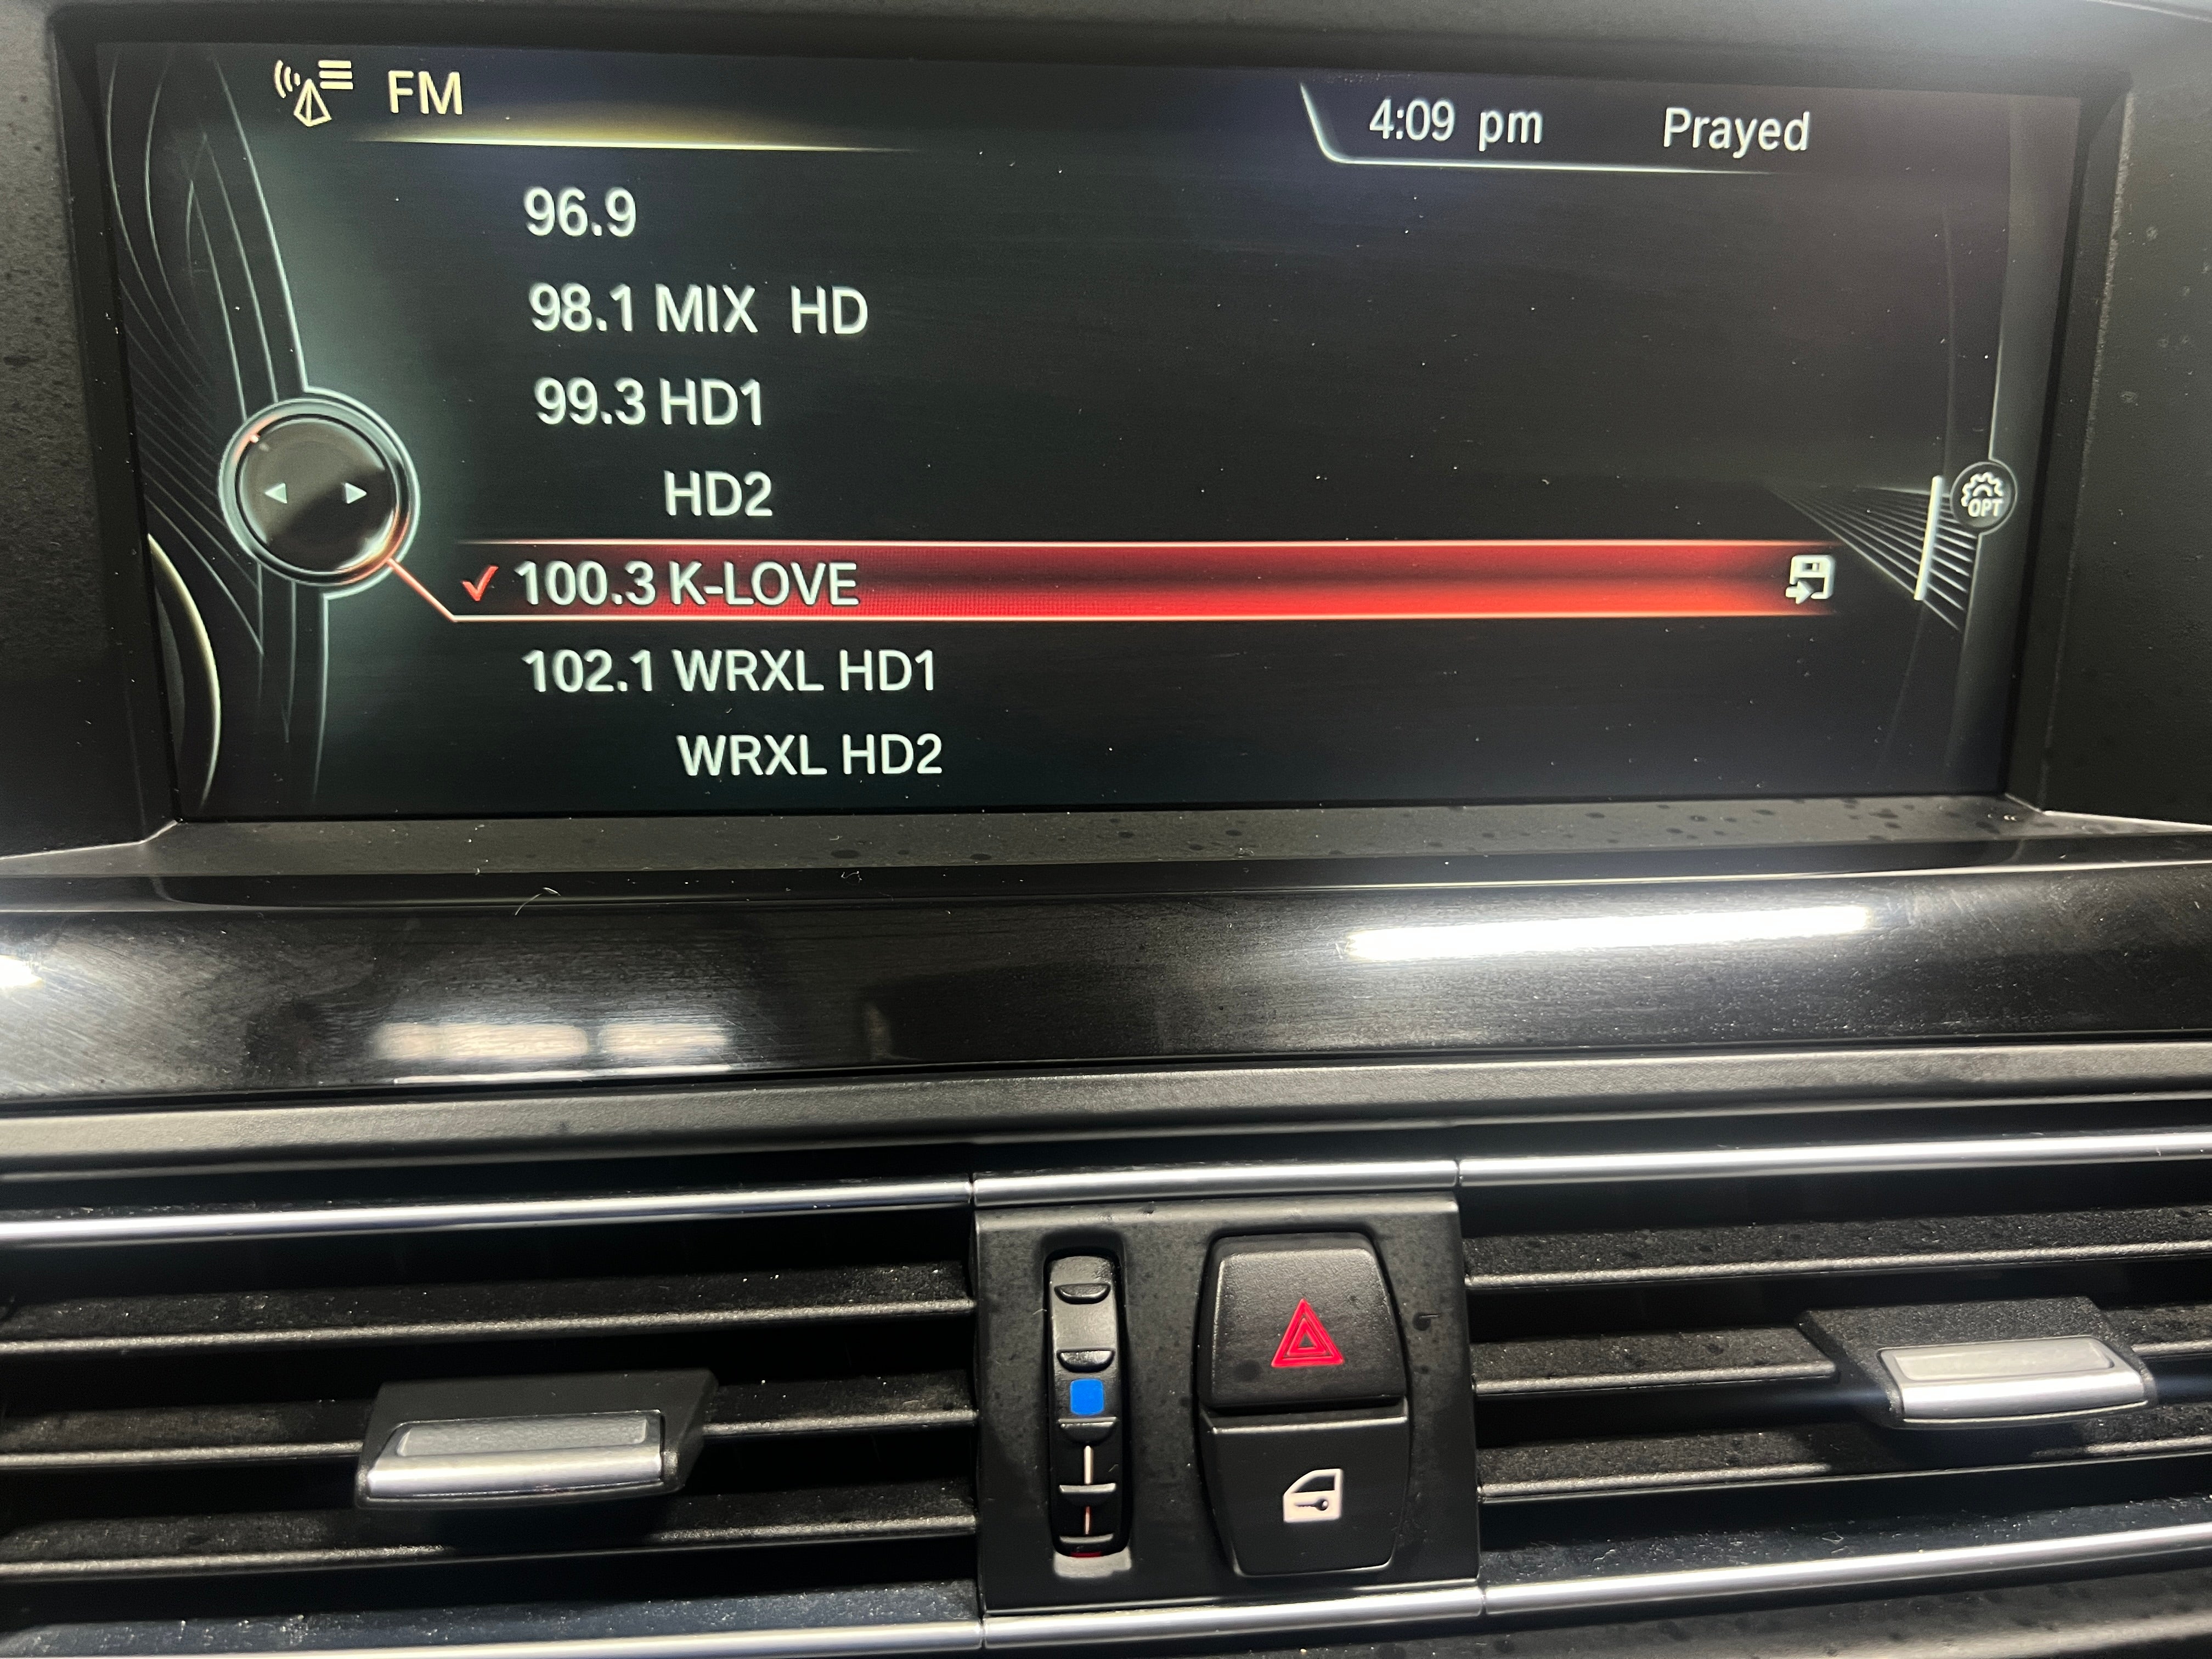 FM
4:09 pm Prayed
96.9
98.1 MIX HD
99.3 HD1
HD2
100.3 K-LOVE
102.1 WRXL HD1
WRXL HD2
OPT